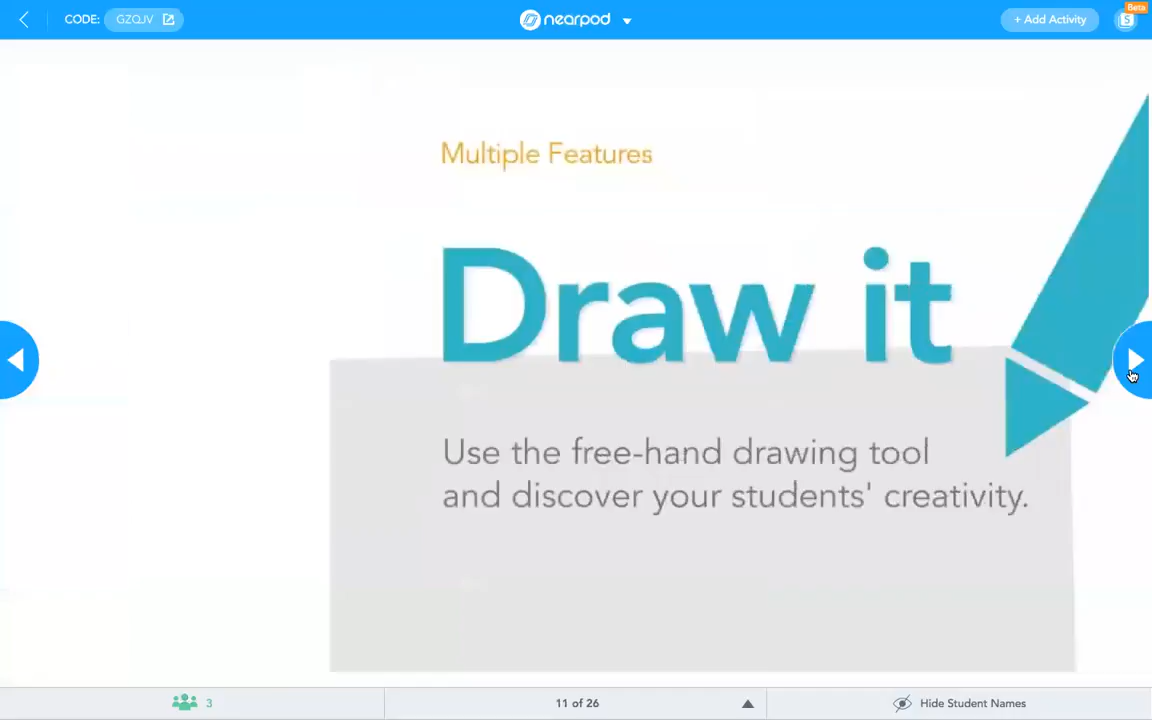 CODE: GZQJV
nearpod
+ Add Activity
Beta
S
Multiple Features
Draw it
Use the free-hand drawing tool
and discover your students' creativity.
3
11 of 26
Hide Student Names